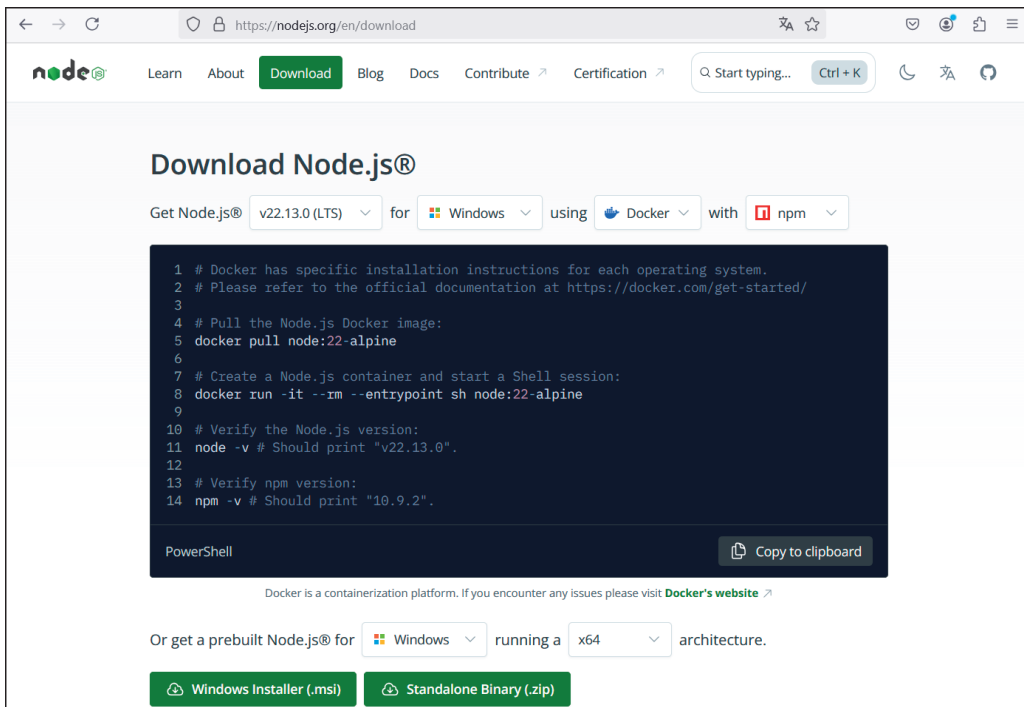 https://nodejs.org/en/download
node JS
Learn About Download Blog Docs Contribute Certification Start typing... Ctrl + K
Download Node.js®
Get Node.js® v22.13.0 (LTS) for Windows using Docker with npm
1 # Docker has specific installation instructions for each operating system.
2 # Please refer to the official documentation at https://docker.com/get-started/
3
4 # Pull the Node.js Docker image:
5 docker pull node:22-alpine
6
7 # Create a Node.js container and start a Shell session:
8 docker run -it --rm --entrypoint sh node:22-alpine
9
10 # Verify the Node.js version:
11 node -v # Should print "v22.13.0".
12
13 # Verify npm version:
14 npm -v # Should print "10.9.2".
PowerShell Copy to clipboard
Docker is a containerization platform. If you encounter any issues please visit Docker's website
Or get a prebuilt Node.js® for Windows running a x64 architecture.
Windows Installer (.msi) Standalone Binary (.zip)